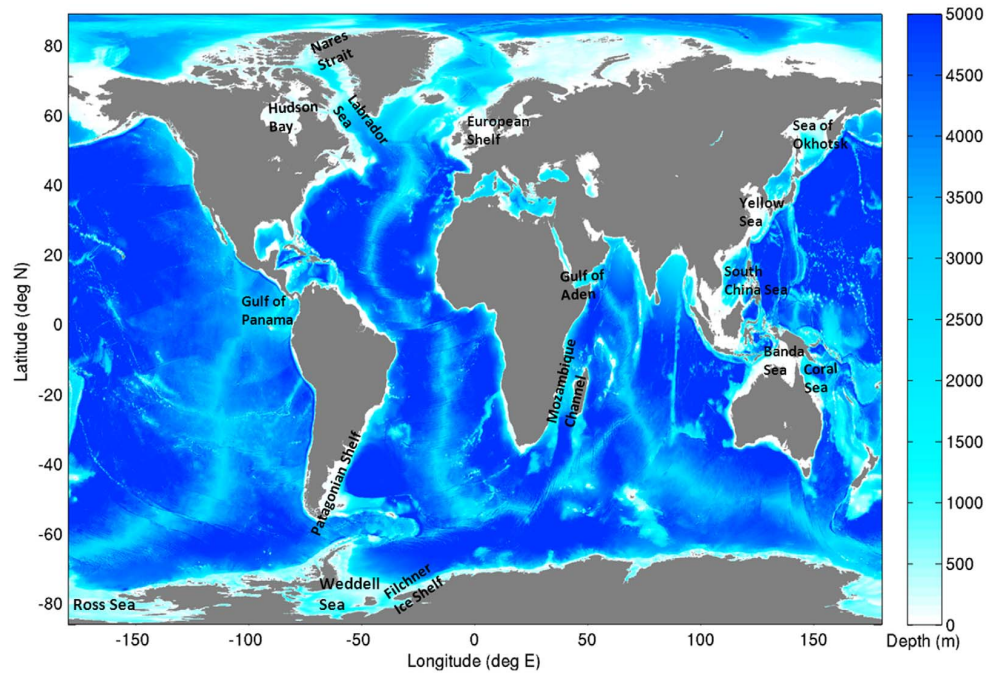 5000
4500
4000
3500
3000
2500
2000
1500
1000
500
0
Depth (m)
80
60
40
20
0
-20
-40
-60
-80
Latitude (deg N)
-150
-100
-50
0
50
100
150
Longitude (deg E)
Nares
Strait
Hudson
Bay
Labrador
Sea
European
Shelf
Sea of
Okhotsk
Yellow
Sea
Gulf of
Aden
South
China Sea
Gulf of
Panama
Mozambique
Channel
Banda
Sea
Coral
Sea
Patagonian Shelf
Weddell
Sea
Filchner
Ice Shelf
Ross Sea